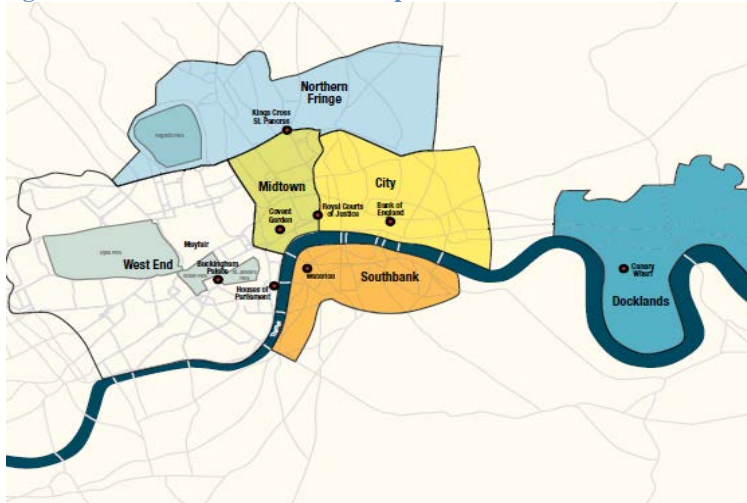 Northern
Fringe
Kings Cross
St. Pancras
Midtown
City
Covent
Garden
Royal Courts
of Justice
Bank of
England
Mayfair
West End
Buckingham
Palace
Houses of
Parliament
Waterloo
Southbank
Canary
Wharf
Docklands